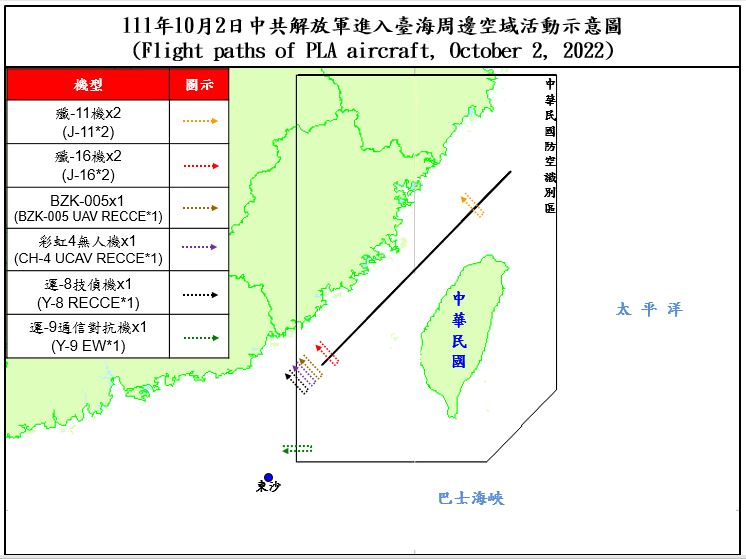 111年10月2日中共解放軍進入臺海周邊空域活動示意圖
(Flight paths of PLA aircraft, October 2, 2022)
機型 圖示
殲-11機x2
(J-11*2)
殲-16機x2
(J-16*2)
BZK-005x1
(BZK-005 UAV RECCE*1)
彩虹4無人機x1
(CH-4 UCAV RECCE*1)
運-8技偵機x1
(Y-8 RECCE*1)
運-9通信對抗機x1
(Y-9 EW*1)
中華民國防空識別區
中華民國
太平洋
東沙
巴士海峽